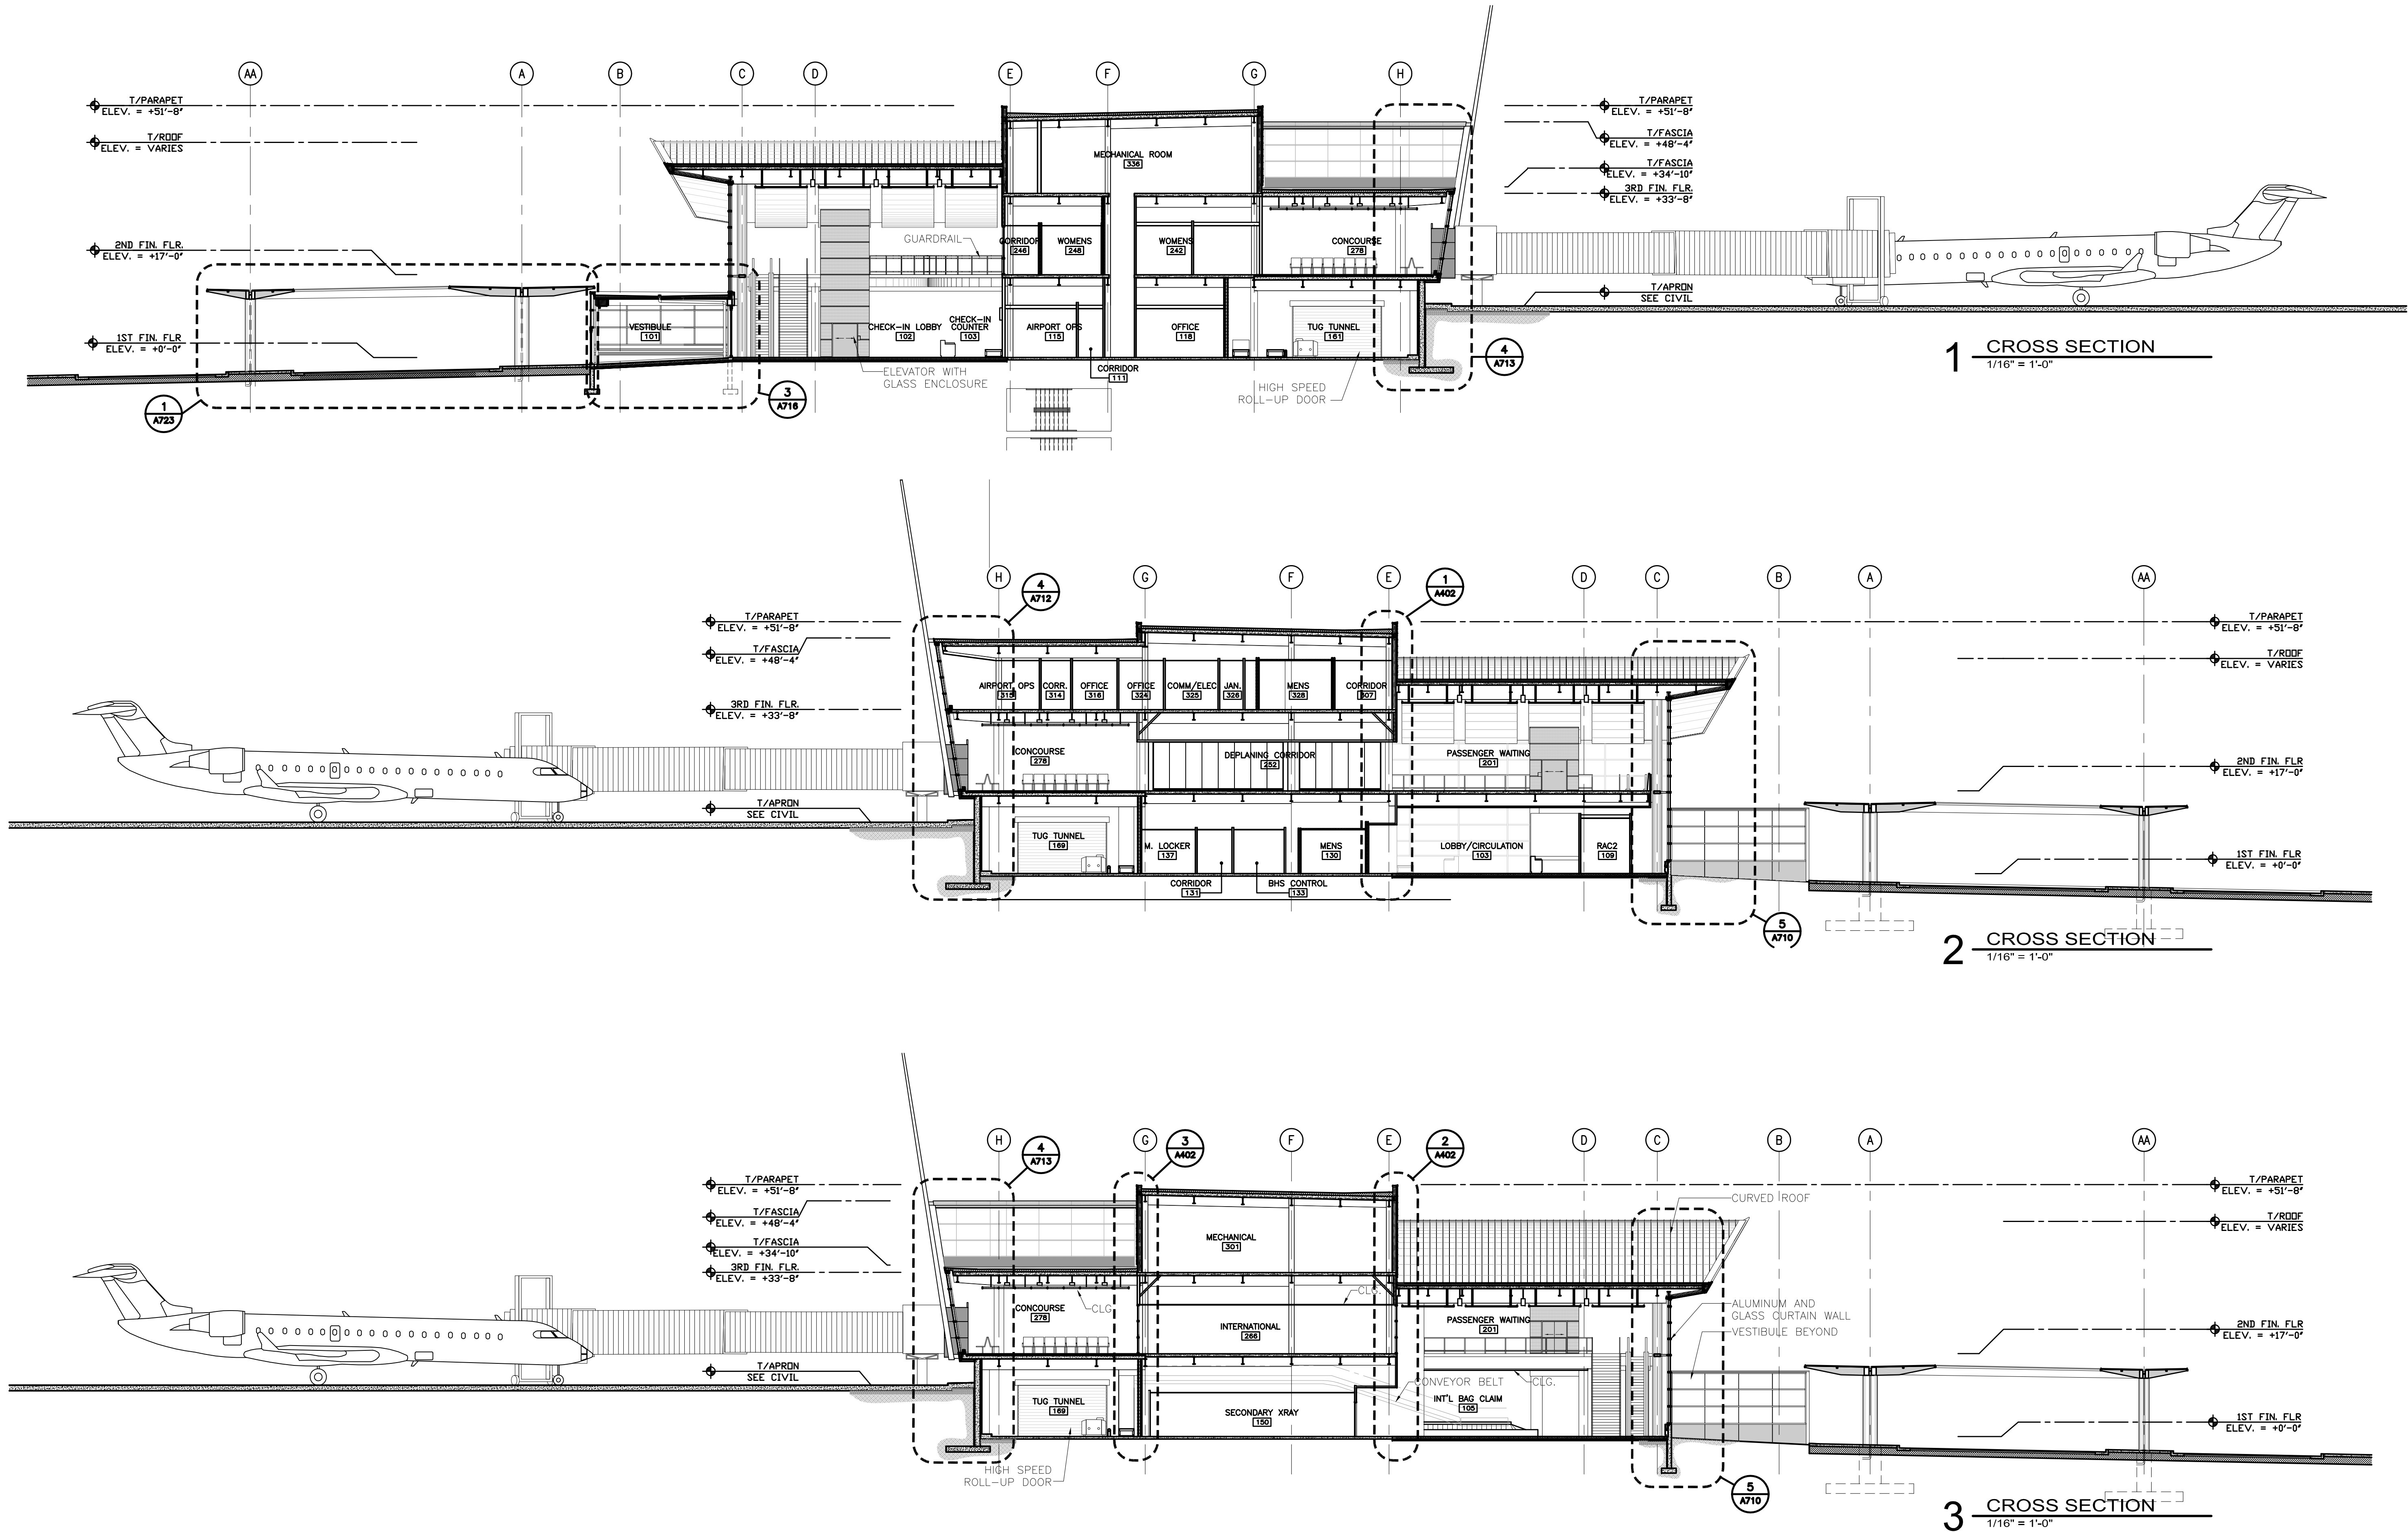 AA A B C D E F G H
T/PARAPET
ELEV. = +51'-8"
T/ROOF
ELEV. = VARIES
2ND FIN. FLR.
ELEV. = +17'-0"
1ST FIN. FLR
ELEV. = +0'-0"
T/PARAPET
ELEV. = +51'-8"
T/FASCIA
ELEV. = +48'-4"
T/FASCIA
ELEV. = +34'-10"
3RD FIN. FLR.
ELEV. = +33'-8"
T/APRON
SEE CIVIL
MECHANICAL ROOM
336
GUARDRAIL
CORRIDOR
246
WOMENS
248
WOMENS
242
CONCOURSE
278
VESTIBULE
101
CHECK-IN LOBBY
102
CHECK-IN
COUNTER
103
AIRPORT OPS
115
OFFICE
118
TUG TUNNEL
161
CORRIDOR
111
ELEVATOR WITH
GLASS ENCLOSURE
HIGH SPEED
ROLL-UP DOOR
1
A723
3
A716
4
A713
1 CROSS SECTION
1/16" = 1'-0"
H G F E D C B A AA
4
A712
1
A402
T/PARAPET
ELEV. = +51'-8"
T/FASCIA
ELEV. = +48'-4"
3RD FIN. FLR.
ELEV. = +33'-8"
T/APRON
SEE CIVIL
T/PARAPET
ELEV. = +51'-8"
T/ROOF
ELEV. = VARIES
2ND FIN. FLR
ELEV. = +17'-0"
1ST FIN. FLR
ELEV. = +0'-0"
AIRPORT OPS
315
CORR.
314
OFFICE
316
OFFICE
324
COMM/ELEC
325
JAN.
326
MENS
328
CORRIDOR
307
CONCOURSE
278
DEPLANING CORRIDOR
252
PASSENGER WAITING
201
TUG TUNNEL
169
M. LOCKER
137
MENS
130
LOBBY/CIRCULATION
103
RAC2
109
CORRIDOR
131
BHS CONTROL
133
5
A710
2 CROSS SECTION
1/16" = 1'-0"
H G F E D C B A AA
4
A713
3
A402
2
A402
T/PARAPET
ELEV. = +51'-8"
T/FASCIA
ELEV. = +48'-4"
T/FASCIA
ELEV. = +34'-10"
3RD FIN. FLR.
ELEV. = +33'-8"
T/APRON
SEE CIVIL
T/PARAPET
ELEV. = +51'-8"
T/ROOF
ELEV. = VARIES
2ND FIN. FLR
ELEV. = +17'-0"
1ST FIN. FLR
ELEV. = +0'-0"
CURVED ROOF
MECHANICAL
301
CLG
CLG.
CONCOURSE
278
INTERNATIONAL
266
PASSENGER WAITING
201
ALUMINUM AND
GLASS CURTAIN WALL
VESTIBULE BEYOND
CONVEYOR BELT
CLG.
TUG TUNNEL
169
SECONDARY XRAY
150
INT'L BAG CLAIM
105
HIGH SPEED
ROLL-UP DOOR
5
A710
3 CROSS SECTION
1/16" = 1'-0"